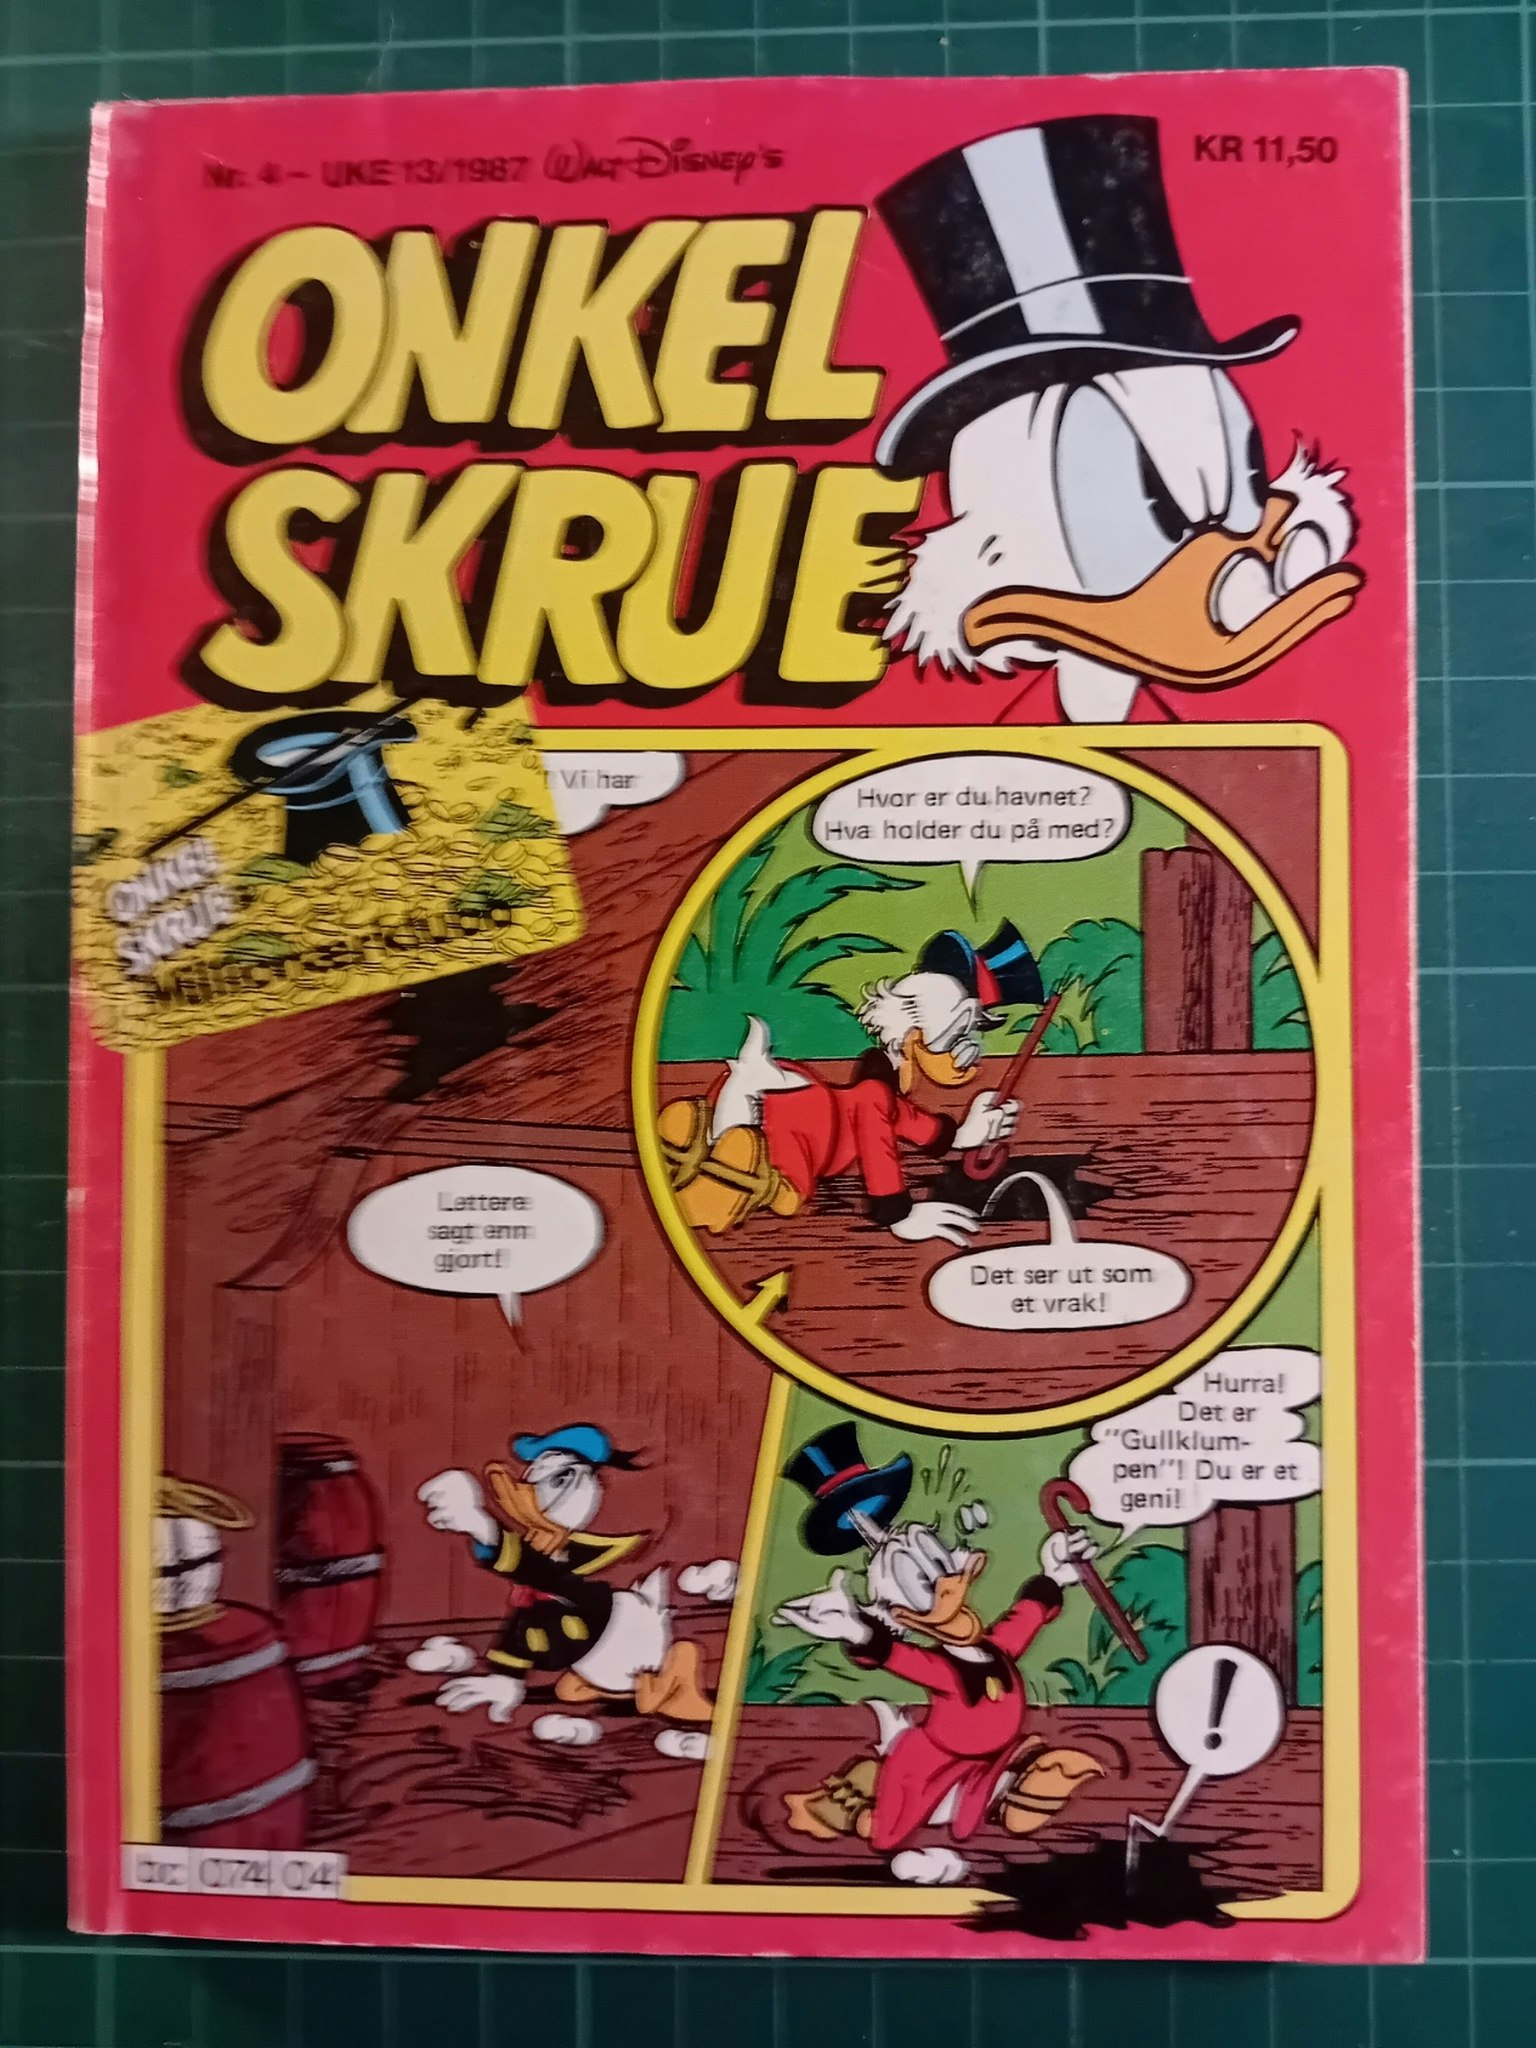 Nr. 4 – UKE 13/1987 WALT DISNEY'S
KR 11,50
ONKEL
SKRUE
! Vi har
Hvor er du havnet?
Hva holder du på med?
ONKEL
SKRUE
Lettere
sagt enn
gjort!
Det ser ut som
et vrak!
Hurra!
Det er
"Gullklum-
pen"! Du er et
geni!
!
074 04